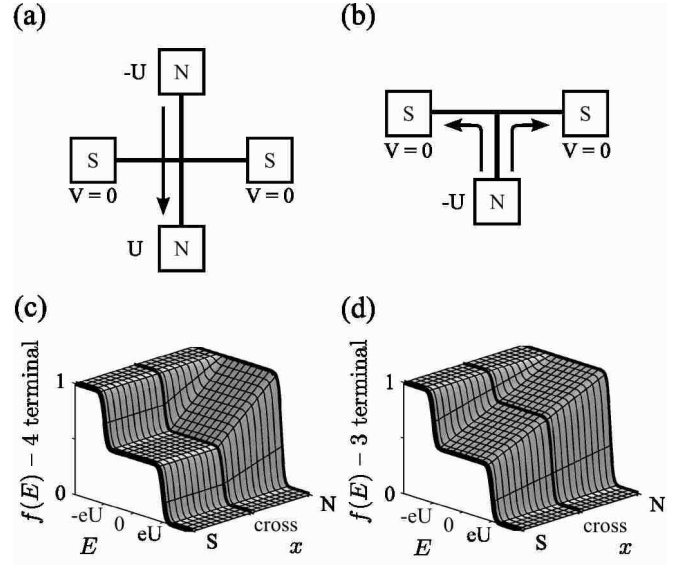 (a)
(b)
-U
N
S
S
V = 0
V = 0
U
N
S
S
V = 0
V = 0
-U
N
(c)
(d)
f(E) − 4 terminal
1
0
-eU
0
eU
E
S
cross
x
N
f(E) − 3 terminal
1
0
-eU
0
eU
E
S
cross
x
N